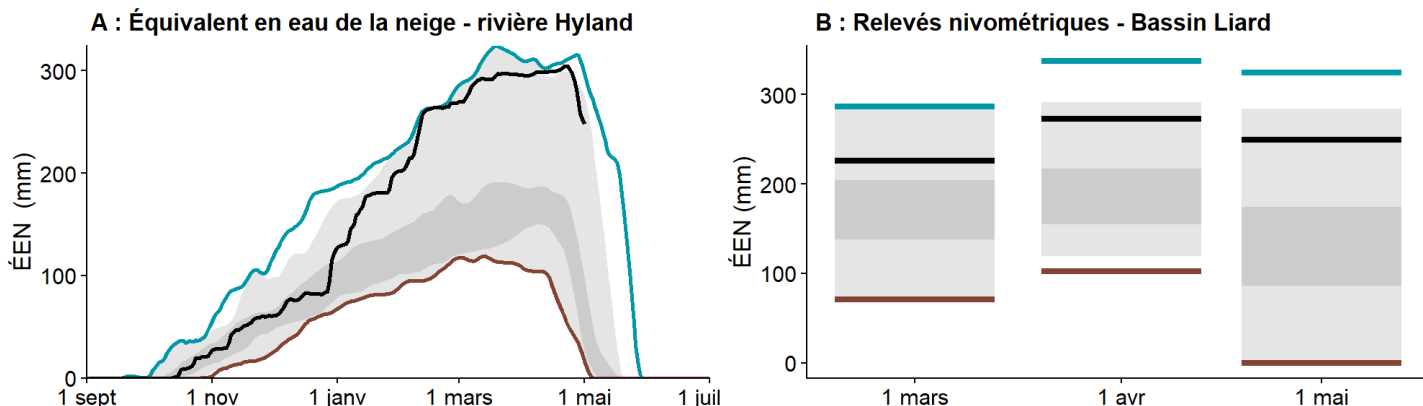 A : Équivalent en eau de la neige - rivière Hyland
ÉEN (mm)
300
200
100
0
1 sept
1 nov
1 janv
1 mars
1 mai
1 juil
B : Relevés nivométriques - Bassin Liard
ÉEN (mm)
300
200
100
0
1 mars
1 avr
1 mai